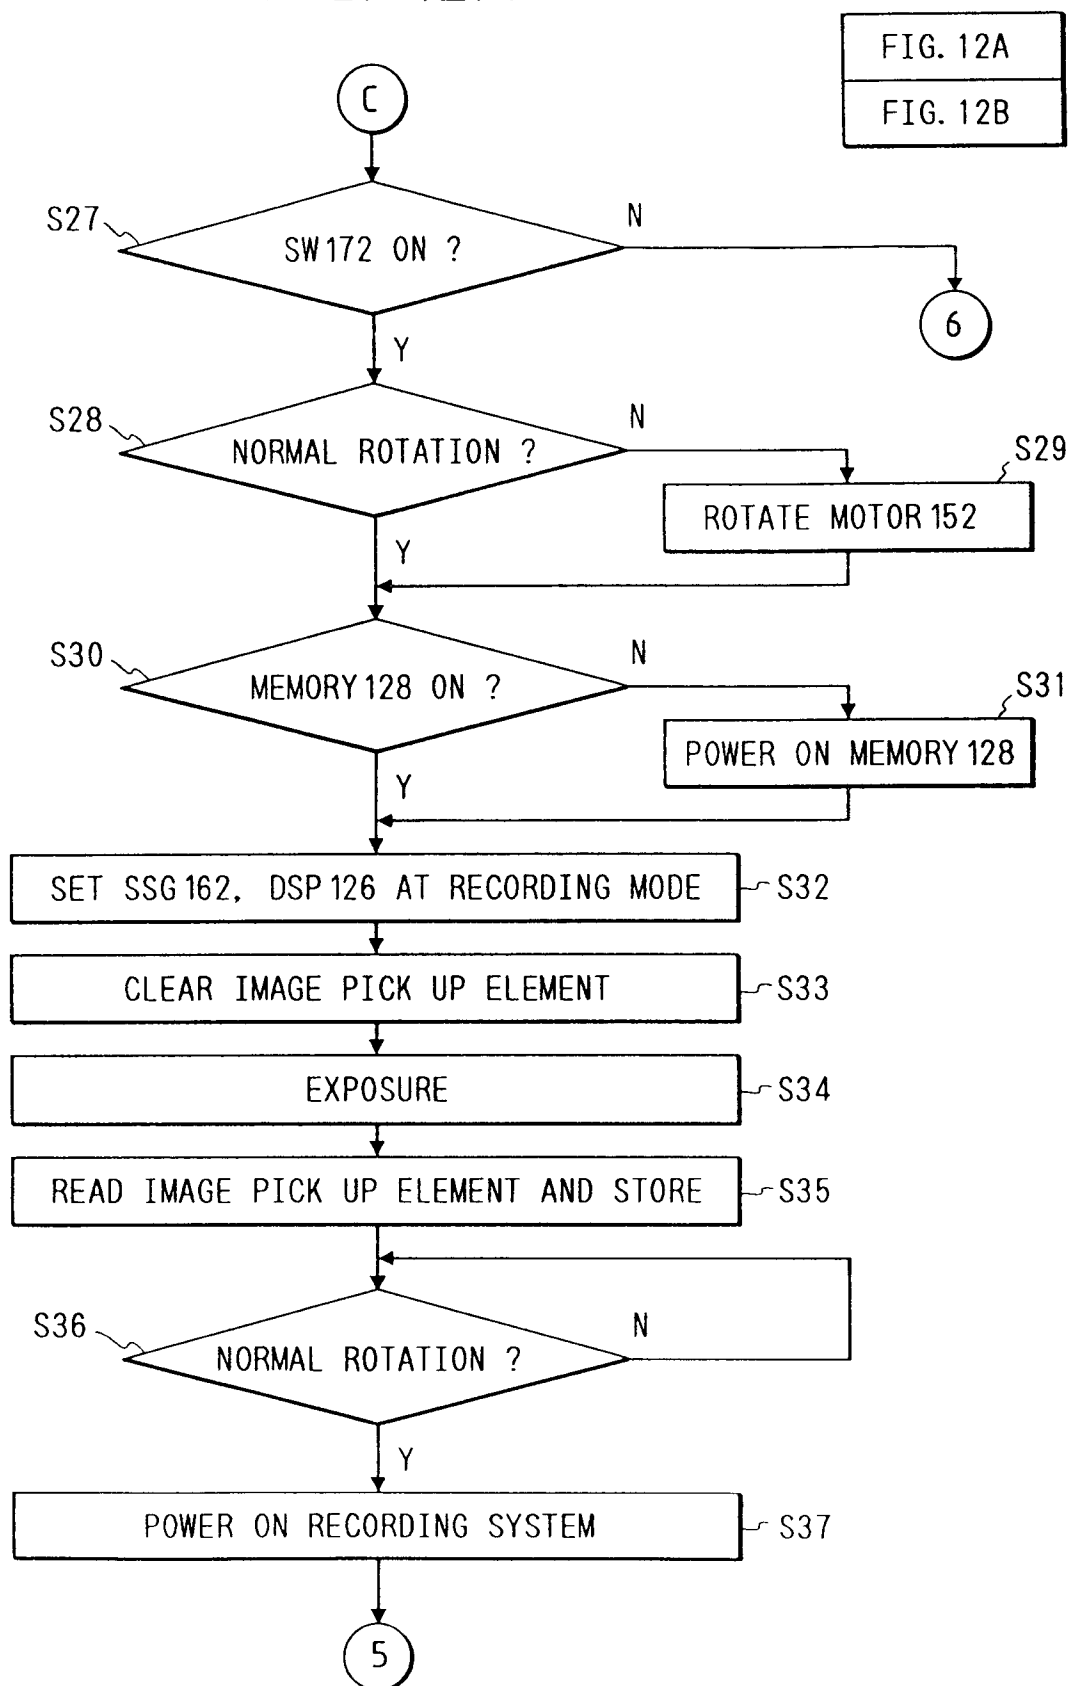 FIG. 12A
FIG. 12B
C
S27
SW172 ON ?
N
6
Y
S28
NORMAL ROTATION ?
N
S29
ROTATE MOTOR 152
Y
S30
MEMORY 128 ON ?
N
S31
POWER ON MEMORY 128
Y
SET SSG 162, DSP 126 AT RECORDING MODE
S32
CLEAR IMAGE PICK UP ELEMENT
S33
EXPOSURE
S34
READ IMAGE PICK UP ELEMENT AND STORE
S35
S36
NORMAL ROTATION ?
N
Y
POWER ON RECORDING SYSTEM
S37
5